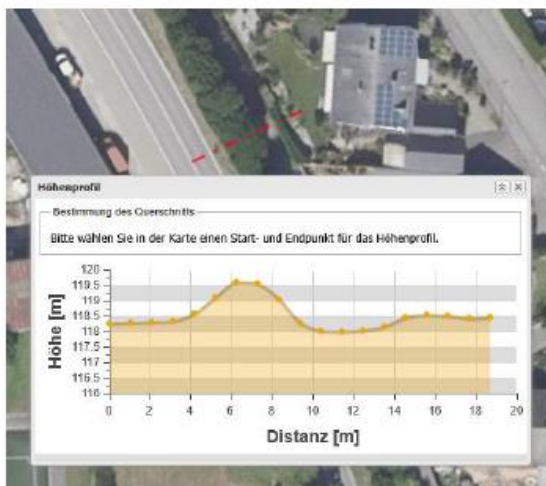 Höhenprofil
Bestimmung des Querschnitts
Bitte wählen Sie in der Karte einen Start- und Endpunkt für das Höhenprofil.
120
119.5
119
118.5
118
117.5
117
116.5
116
Höhe [m]
0 2 4 6 8 10 12 14 16 18 20
Distanz [m]